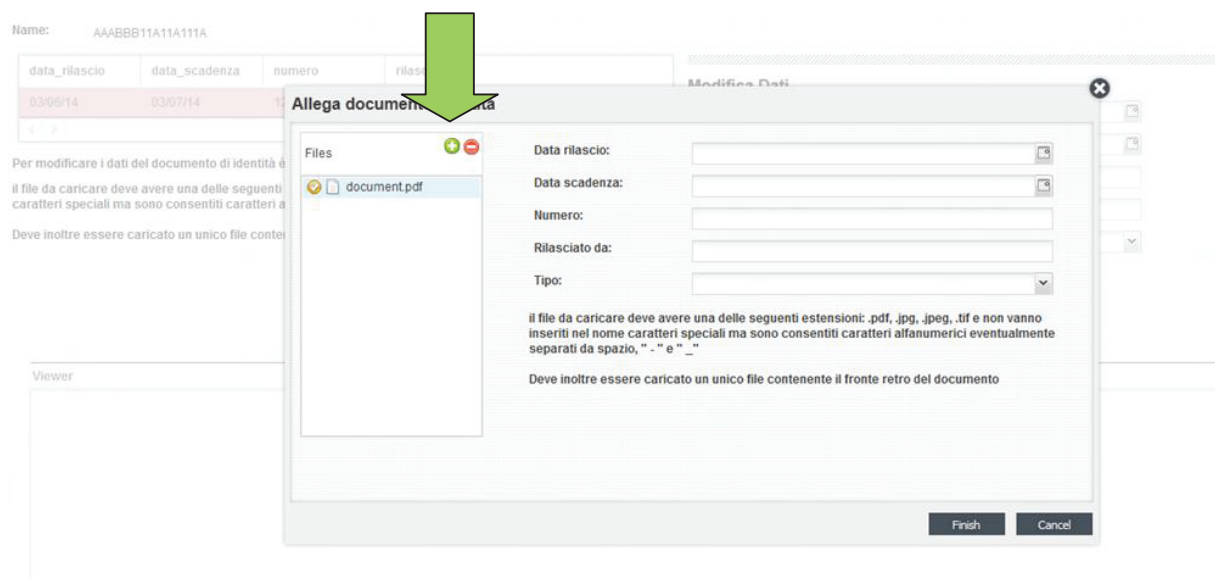 Name: AAABBB11A11A111A
data_rilascio data_scadenza numero
03/06/14 03/07/14
Modifica Dati
Allega
Per modificare i dati del documento di identità è
il file da caricare deve avere una delle seguenti
caratteri speciali ma sono consentiti caratteri
Deve inoltre essere caricato un unico file
Files
document.pdf
Data rilascio:
Data scadenza:
Numero:
Rilasciato da:
Tipo:
il file da caricare deve avere una delle seguenti estensioni: .pdf, .jpg, .jpeg, .tif e non vanno
inseriti nel nome caratteri speciali ma sono consentiti caratteri alfanumerici eventualmente
separati da spazio, " - " e " _"
Deve inoltre essere caricato un unico file contenente il fronte retro del documento
Viewer
Finish Cancel